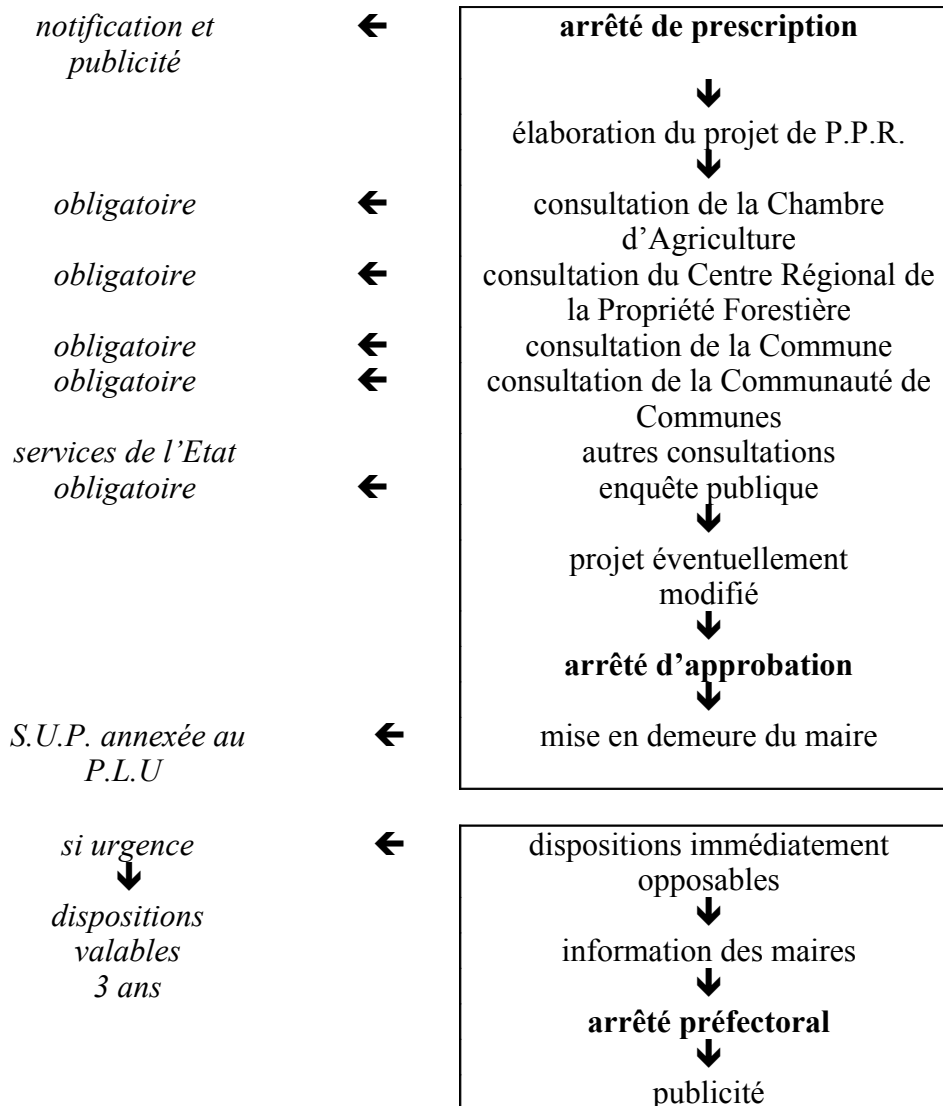 notification et
publicité
🡸
arrêté de prescription
🡻
élaboration du projet de P.P.R.
🡻
obligatoire
🡸
consultation de la Chambre
d’Agriculture
obligatoire
🡸
consultation du Centre Régional de
la Propriété Forestière
obligatoire
🡸
consultation de la Commune
obligatoire
🡸
consultation de la Communauté de
Communes
services de l’Etat
autres consultations
obligatoire
🡸
enquête publique
🡻
projet éventuellement
modifié
🡻
arrêté d’approbation
🡻
S.U.P. annexée au
P.L.U
🡸
mise en demeure du maire
si urgence
🡻
dispositions
valables
3 ans
🡸
dispositions immédiatement
opposables
🡻
information des maires
🡻
arrêté préfectoral
🡻
publicité